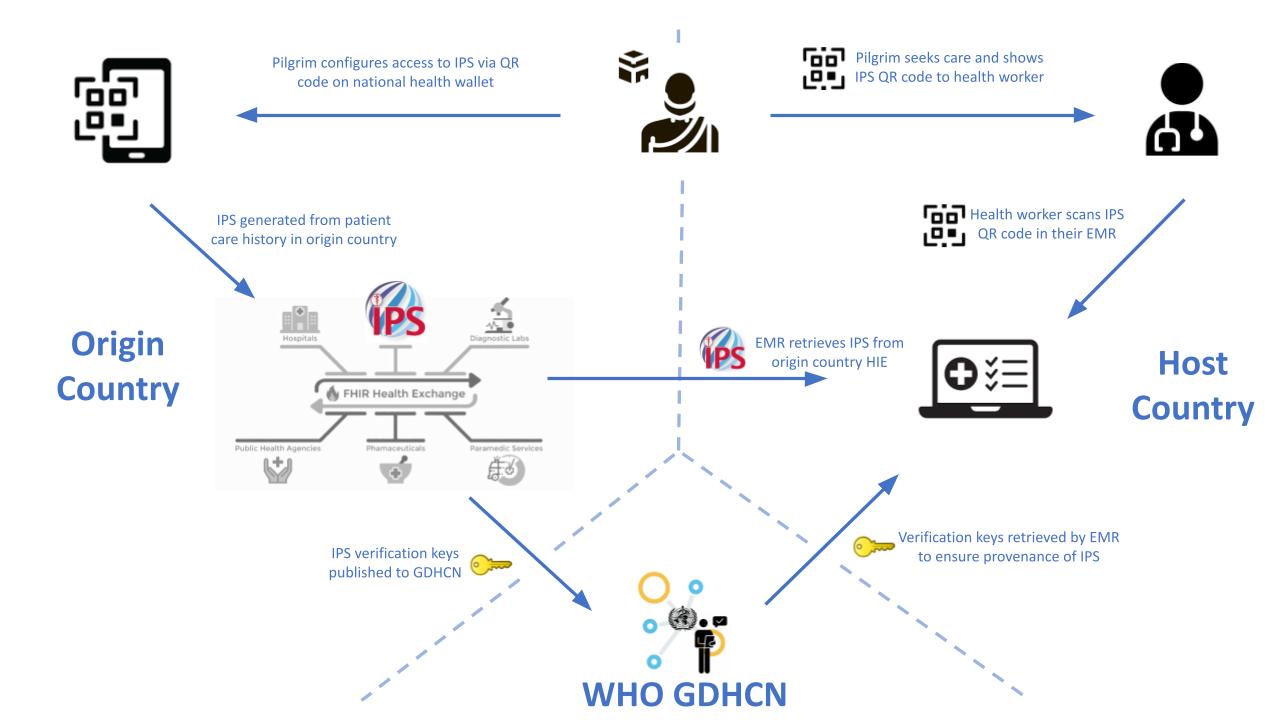 Pilgrim configures access to IPS via QR
code on national health wallet
Pilgrim seeks care and shows
IPS QR code to health worker
IPS generated from patient
care history in origin country
Health worker scans IPS
QR code in their EMR
IPS
Hospitals
Diagnostic Labs
FHIR Health Exchange
Public Health Agencies
Phamaceuticals
Paramedic Services
Origin
Country
IPS
EMR retrieves IPS from
origin country HIE
Host
Country
IPS verification keys
published to GDHCN
Verification keys retrieved by EMR
to ensure provenance of IPS
WHO GDHCN